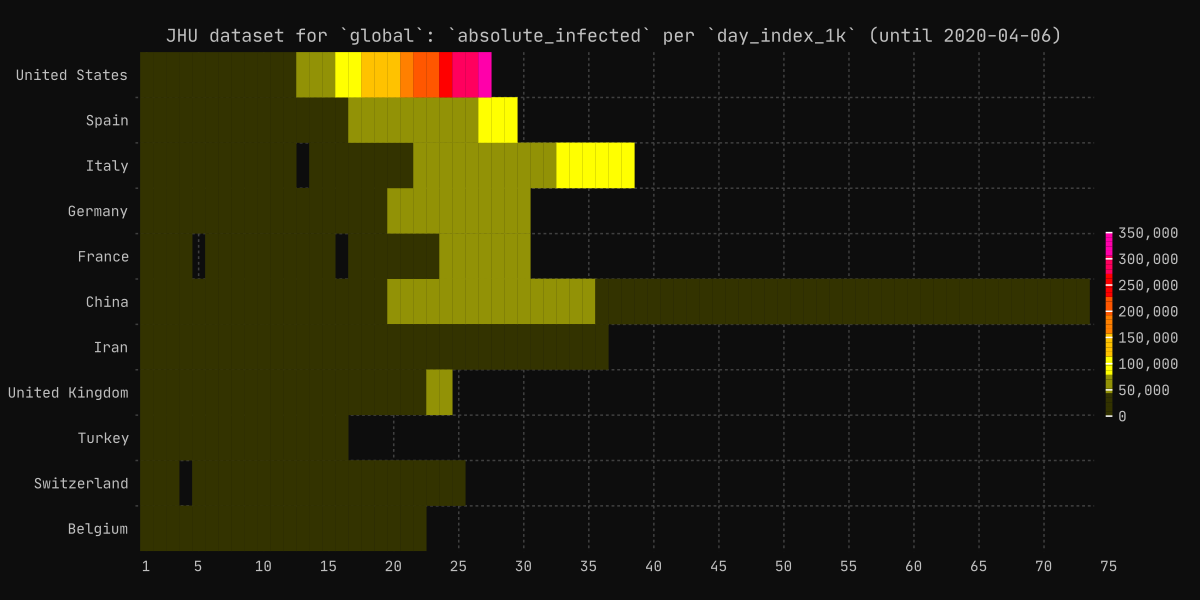 JHU dataset for `global`: `absolute_infected` per `day_index_1k` (until 2020-04-06)
United States
Spain
Italy
Germany
France
China
Iran
United Kingdom
Turkey
Switzerland
Belgium
350,000
300,000
250,000
200,000
150,000
100,000
50,000
0
1 5 10 15 20 25 30 35 40 45 50 55 60 65 70 75